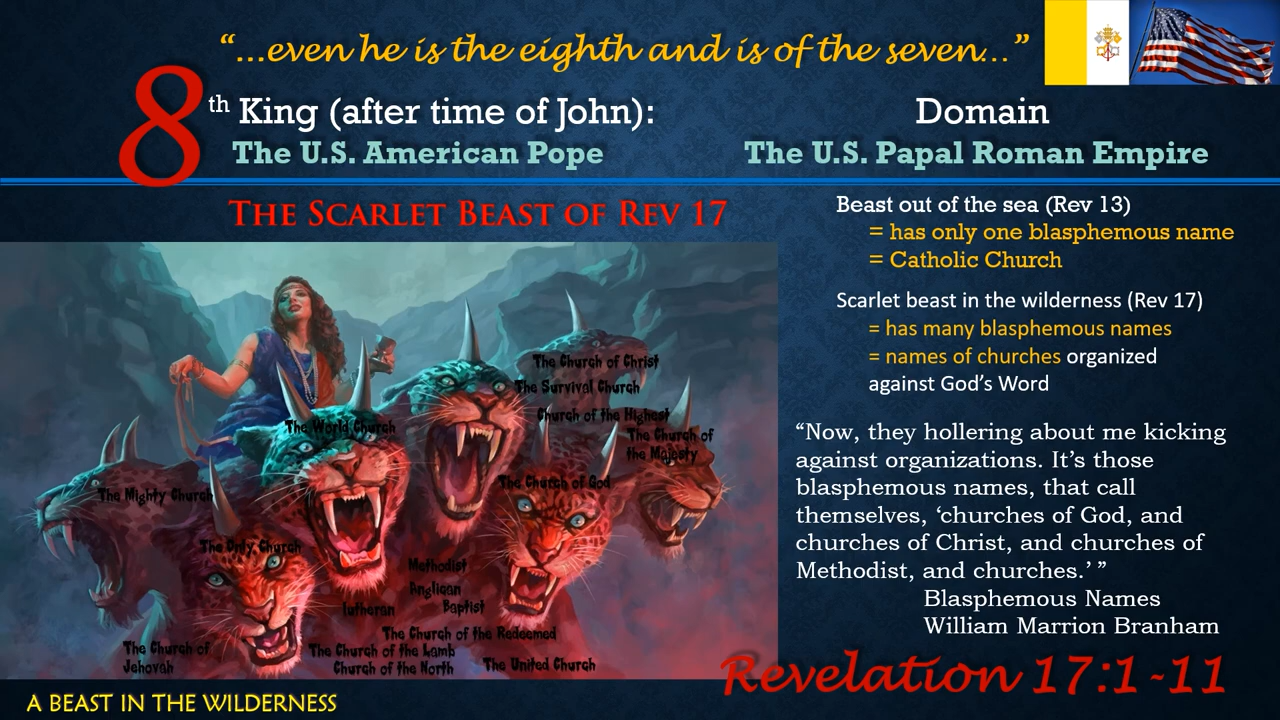 “...even he is the eighth and is of the seven...”
8th King (after time of John):
The U.S. American Pope
Domain
The U.S. Papal Roman Empire
The Scarlet Beast of Rev 17
The Church of Christ
The Survival Church
Church of the Highest
The World Church
The Church of
the Majesty
The Church of God
The Mighty Church
The Only Church
Methodist
Anglican
Lutheran
Baptist
The Church of the Redeemed
The Church of
Jehovah
The Church of the Lamb
Church of the North
The United Church
Beast out of the sea (Rev 13)
= has only one blasphemous name
= Catholic Church
Scarlet beast in the wilderness (Rev 17)
= has many blasphemous names
= names of churches organized
against God’s Word
“Now, they hollering about me kicking
against organizations. It’s those
blasphemous names, that call
themselves, ‘churches of God, and
churches of Christ, and churches of
Methodist, and churches.’ ”
Blasphemous Names
William Marrion Branham
Revelation 17:1-11
A BEAST IN THE WILDERNESS